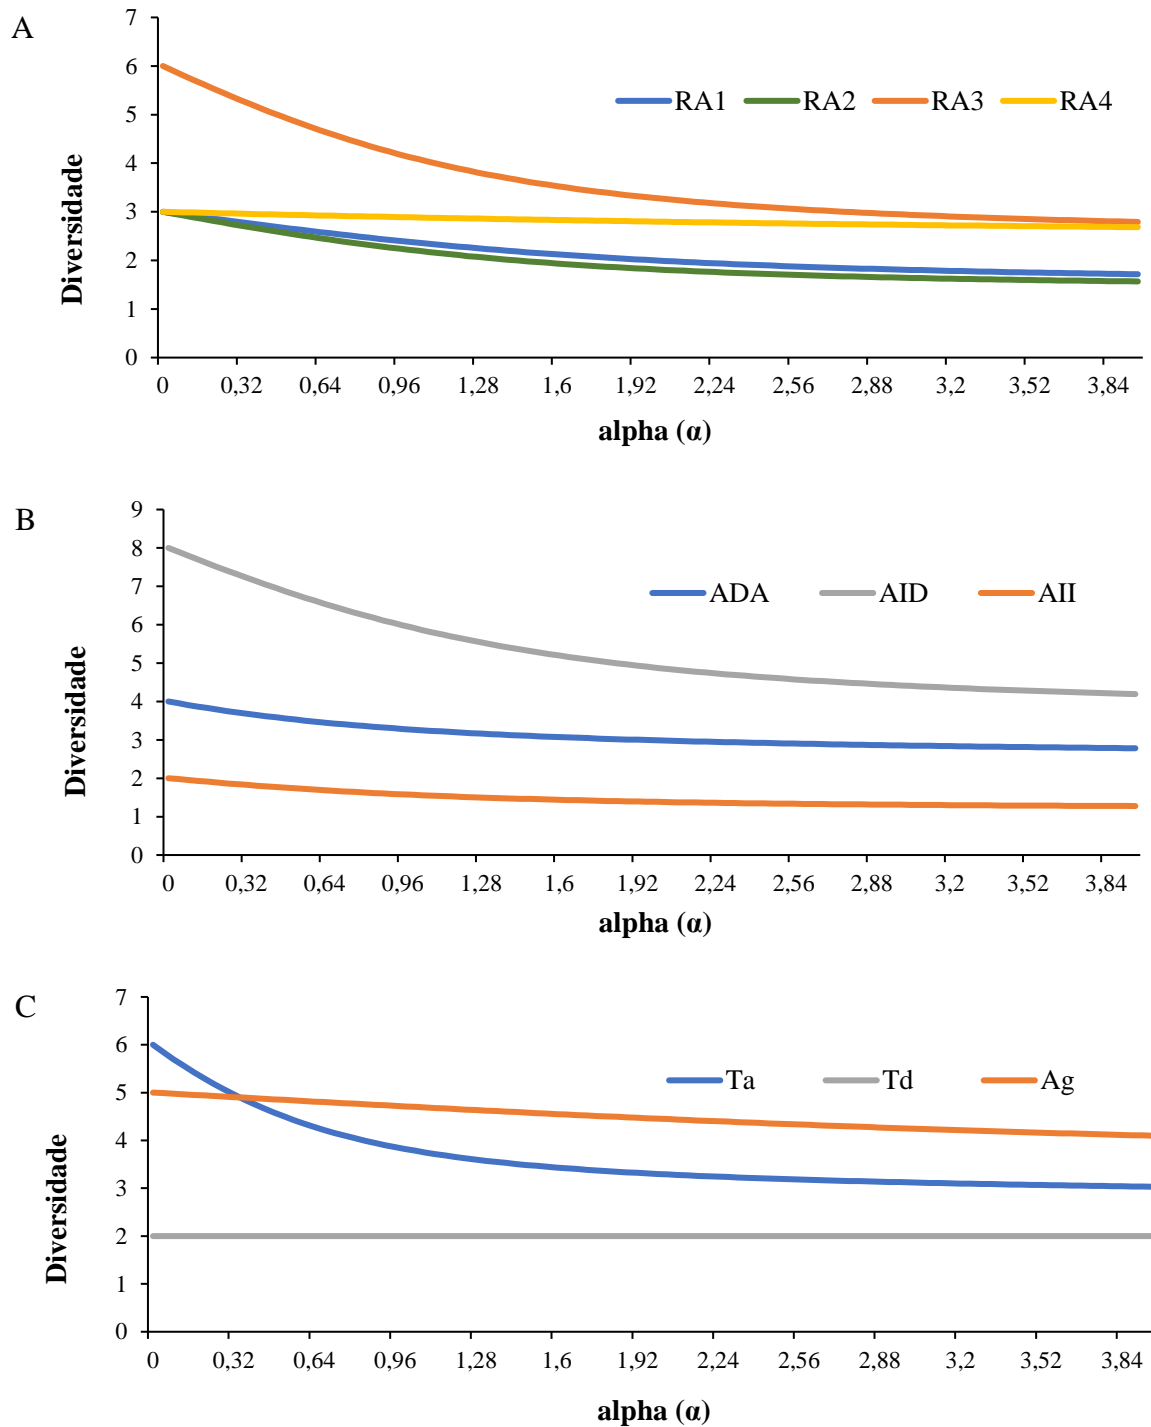 A
7
6
5
4
3
2
1
0
Diversidade
RA1 RA2 RA3 RA4
0 0,32 0,64 0,96 1,28 1,6 1,92 2,24 2,56 2,88 3,2 3,52 3,84
alpha (α)
B
9
8
7
6
5
4
3
2
1
0
Diversidade
ADA AID AII
0 0,32 0,64 0,96 1,28 1,6 1,92 2,24 2,56 2,88 3,2 3,52 3,84
alpha (α)
C
7
6
5
4
3
2
1
0
Diversidade
Ta Td Ag
0 0,32 0,64 0,96 1,28 1,6 1,92 2,24 2,56 2,88 3,2 3,52 3,84
alpha (α)